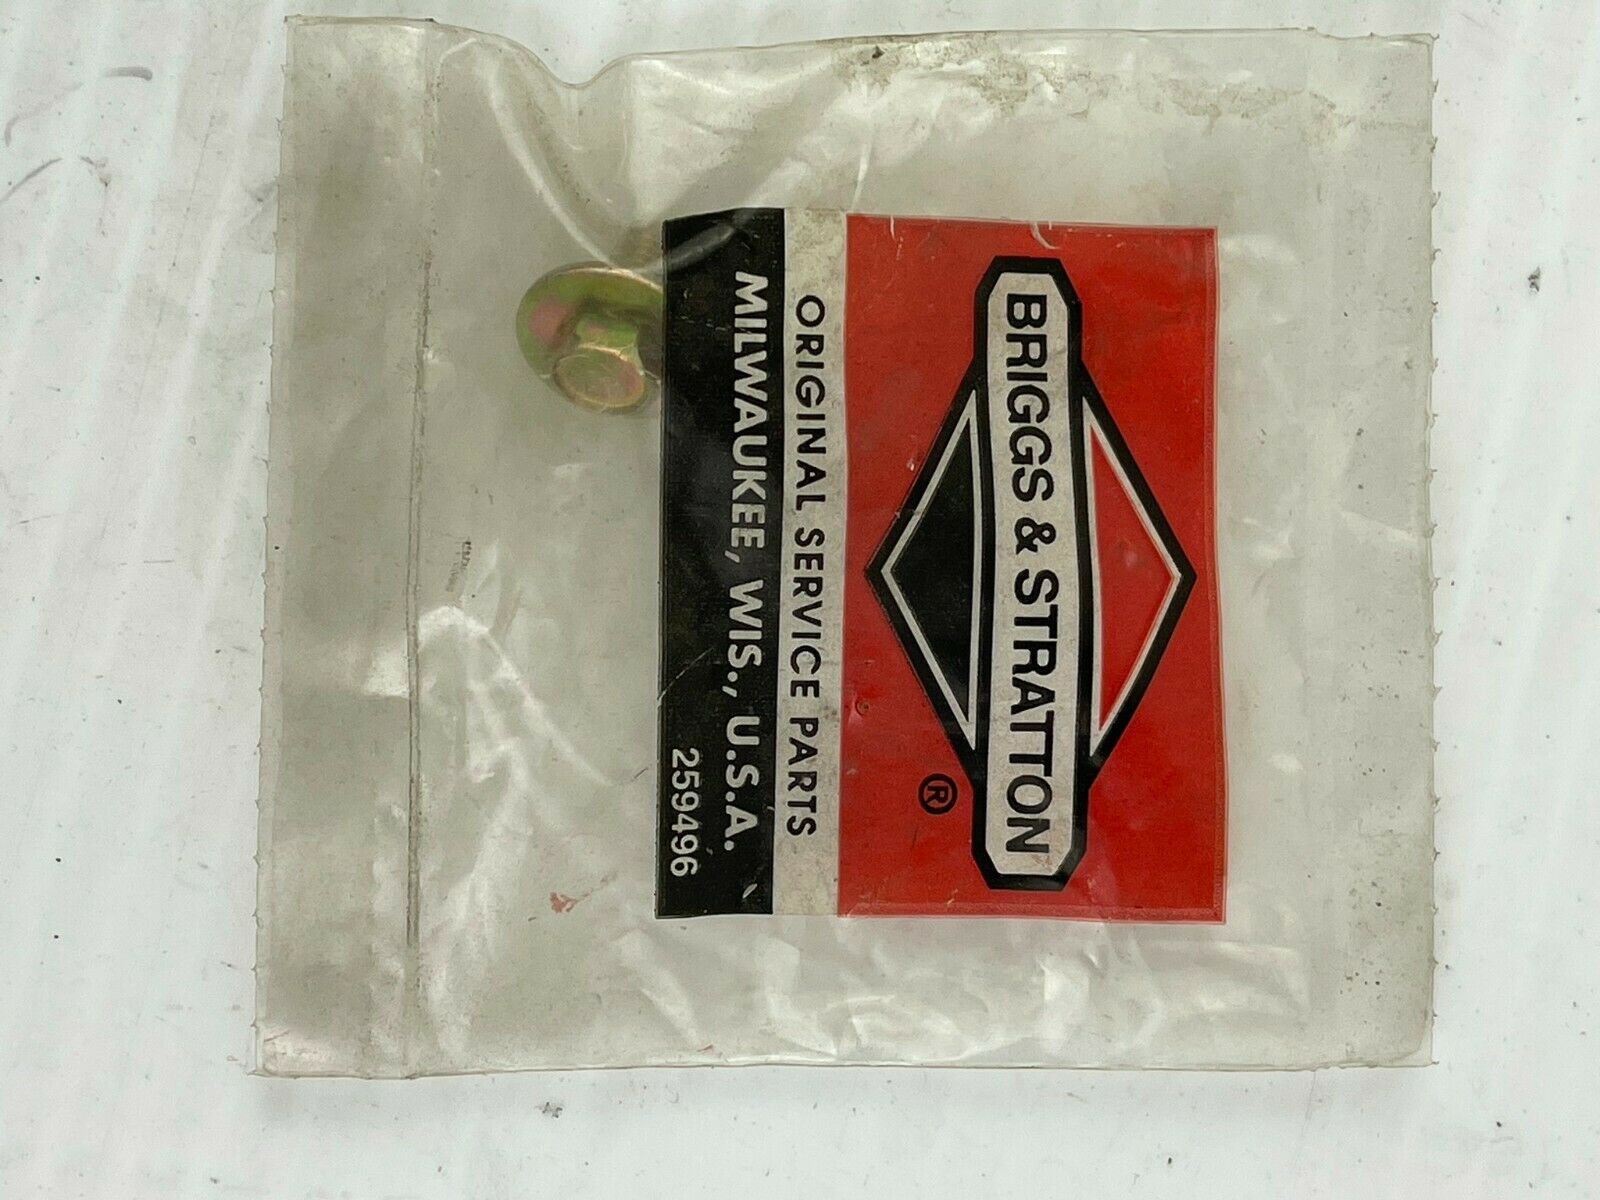 BRIGGS & STRATTON
®
ORIGINAL SERVICE PARTS
MILWAUKEE, WIS., U.S.A.
259496